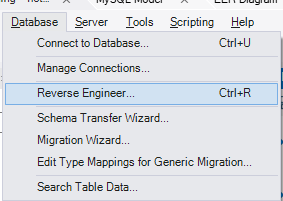 MySQL Model EER Diagram
Database Server Tools Scripting Help
Connect to Database... Ctrl+U
Manage Connections...
Reverse Engineer... Ctrl+R
Schema Transfer Wizard...
Migration Wizard...
Edit Type Mappings for Generic Migration...
Search Table Data...